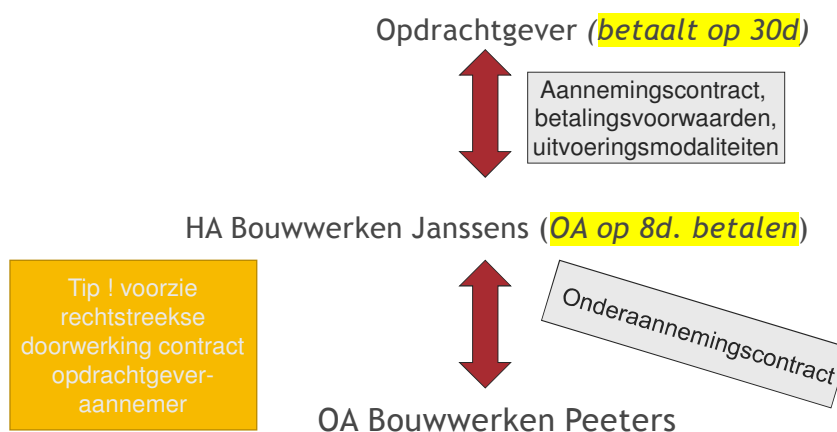 Opdrachtgever (betaalt op 30d)
Aannemingscontract,
betalingsvoorwaarden,
uitvoeringsmodaliteiten
HA Bouwwerken Janssens (OA op 8d. betalen)
Tip ! voorzie
rechtstreekse
doorwerking contract
opdrachtgever-
aannemer
Onderaannemingscontract
OA Bouwwerken Peeters